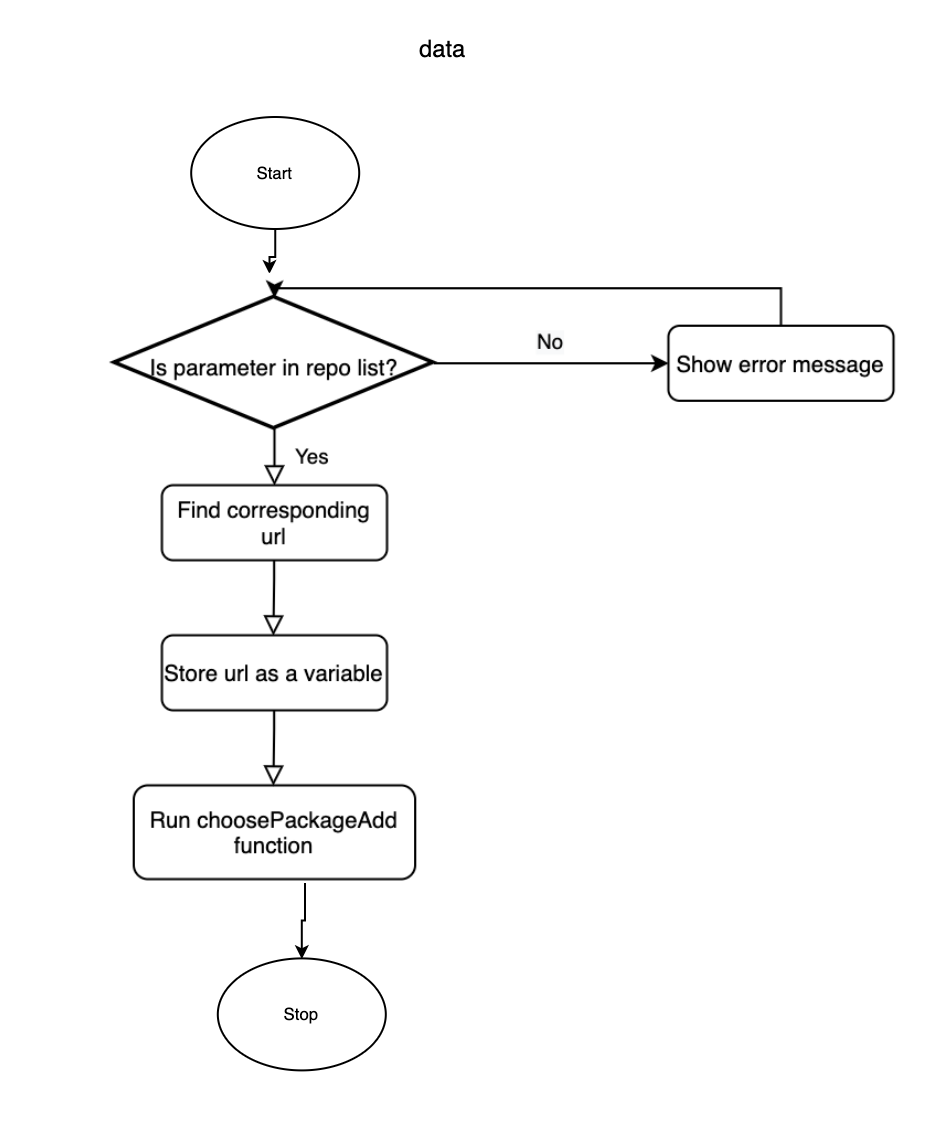 data
Start
Is parameter in repo list?
No
Show error message
Yes
Find corresponding
url
Store url as a variable
Run choosePackageAdd
function
Stop